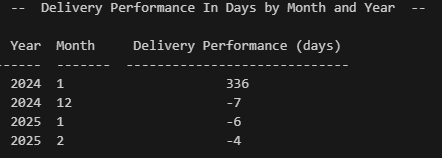 --  Delivery Performance In Days by Month and Year  --
Year  Month     Delivery Performance (days)
------  -------  ----------------------------
2024  1                    336
2024  12                   -7
2025  1                    -6
2025  2                    -4